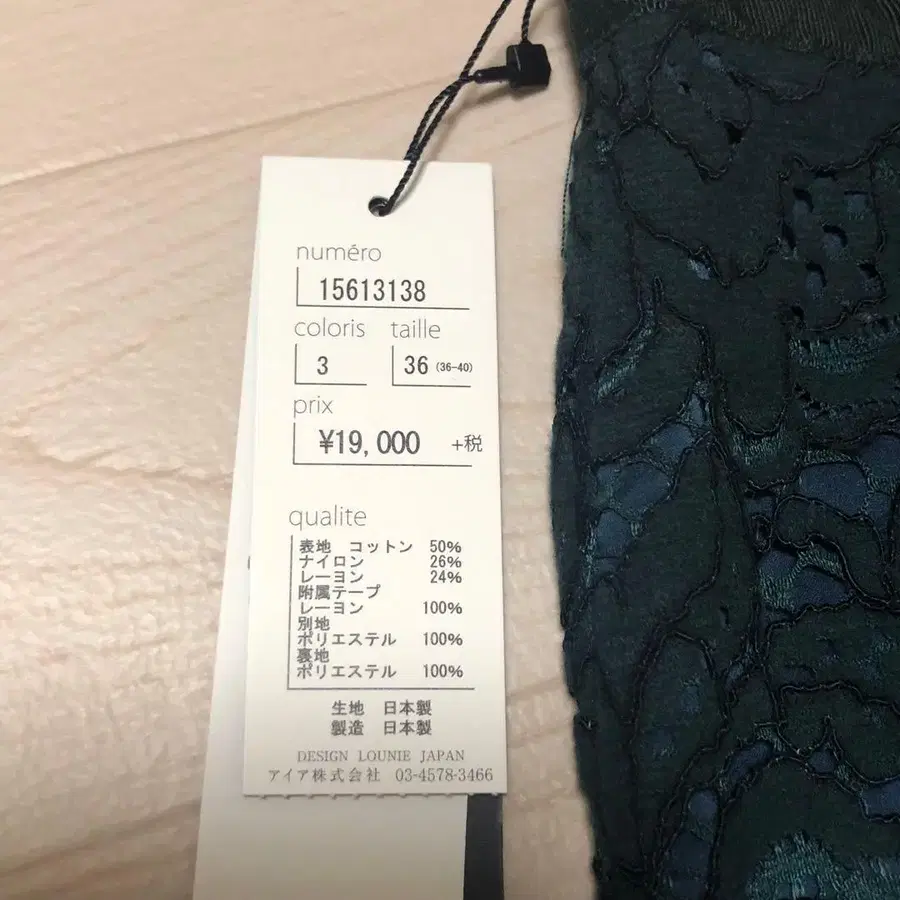 numéro
15613138
coloris taille
3 36 (36-40)
prix
¥19,000 +税
qualite
表地 コットン 50%
ナイロン 26%
レーヨン 24%
附属テープ
レーヨン 100%
別地
ポリエステル 100%
裏地
ポリエステル 100%
生地 日本製
製造 日本製
DESIGN LOUNIE JAPAN
アイア株式会社 03-4578-3466